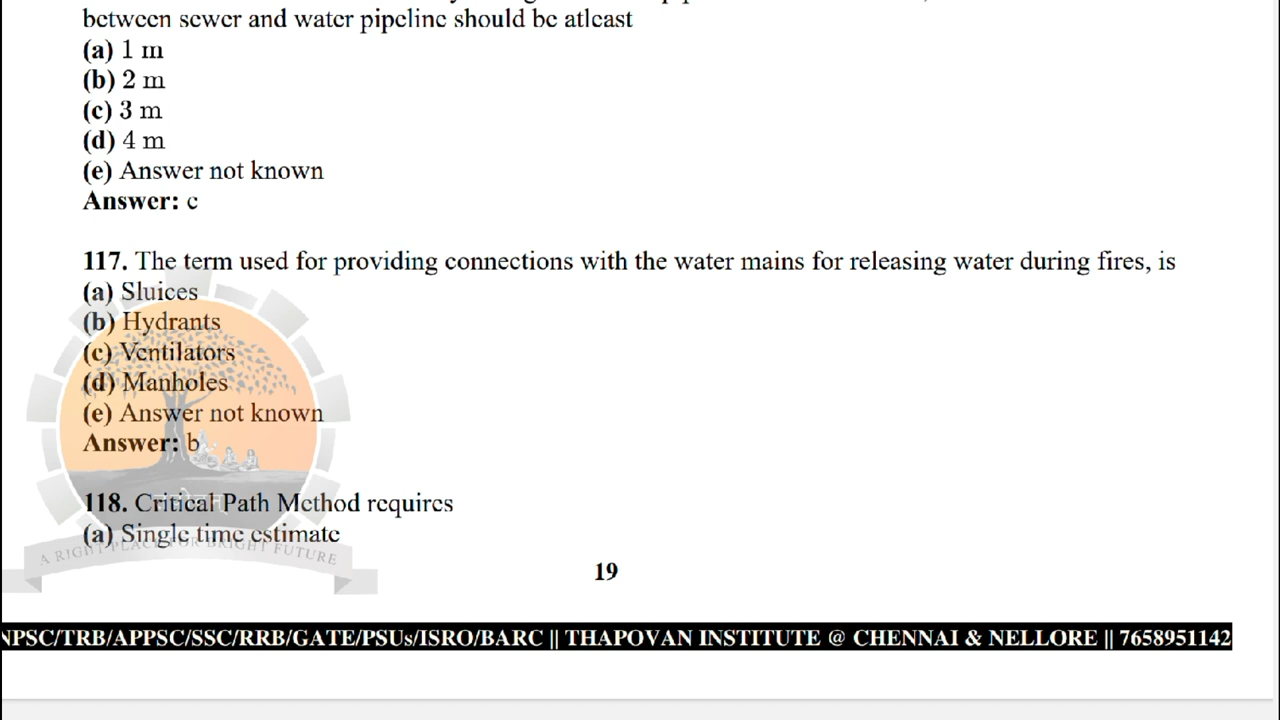 between sewer and water pipeline should be atleast
(a) 1 m
(b) 2 m
(c) 3 m
(d) 4 m
(e) Answer not known
Answer: c
117. The term used for providing connections with the water mains for releasing water during fires, is
(a) Sluices
(b) Hydrants
(c) Ventilators
(d) Manholes
(e) Answer not known
Answer: b
118. Critical Path Method requires
(a) Single time estimate
A RIGHT PLACE FOR BRIGHT FUTURE
19
NPSC/TRB/APPSC/SSC/RRB/GATE/PSUs/ISRO/BARC || THAPOVAN INSTITUTE @ CHENNAI & NELLORE || 7658951142